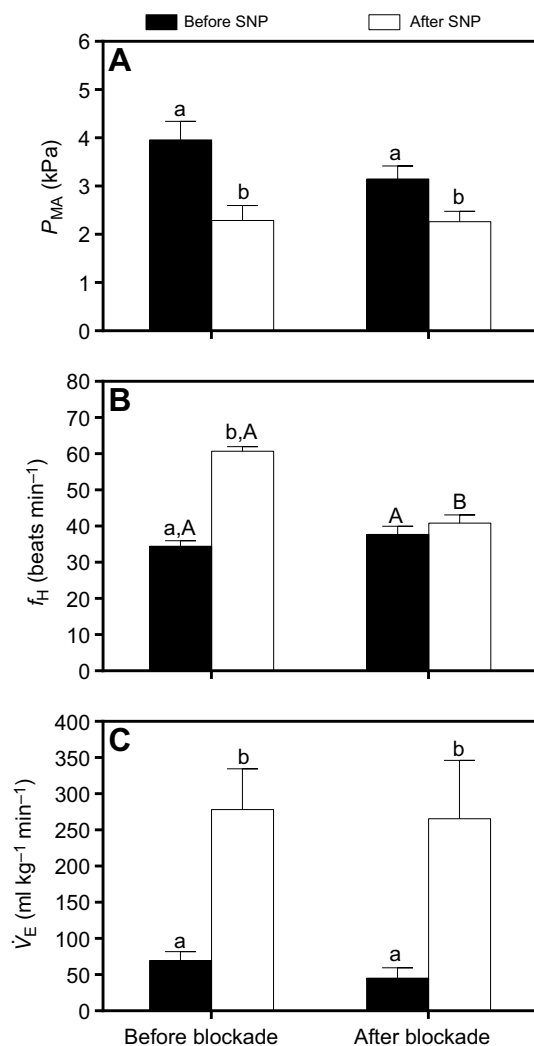 Before SNP After SNP
A
6
5
4
3
2
1
0
P_MA (kPa)
a
b
a
b
B
80
70
60
50
40
30
20
10
0
f_H (beats min⁻¹)
a,A
b,A
A
B
C
400
350
300
250
200
150
100
50
0
V̇_E (ml kg⁻¹ min⁻¹)
a
b
a
b
Before blockade After blockade